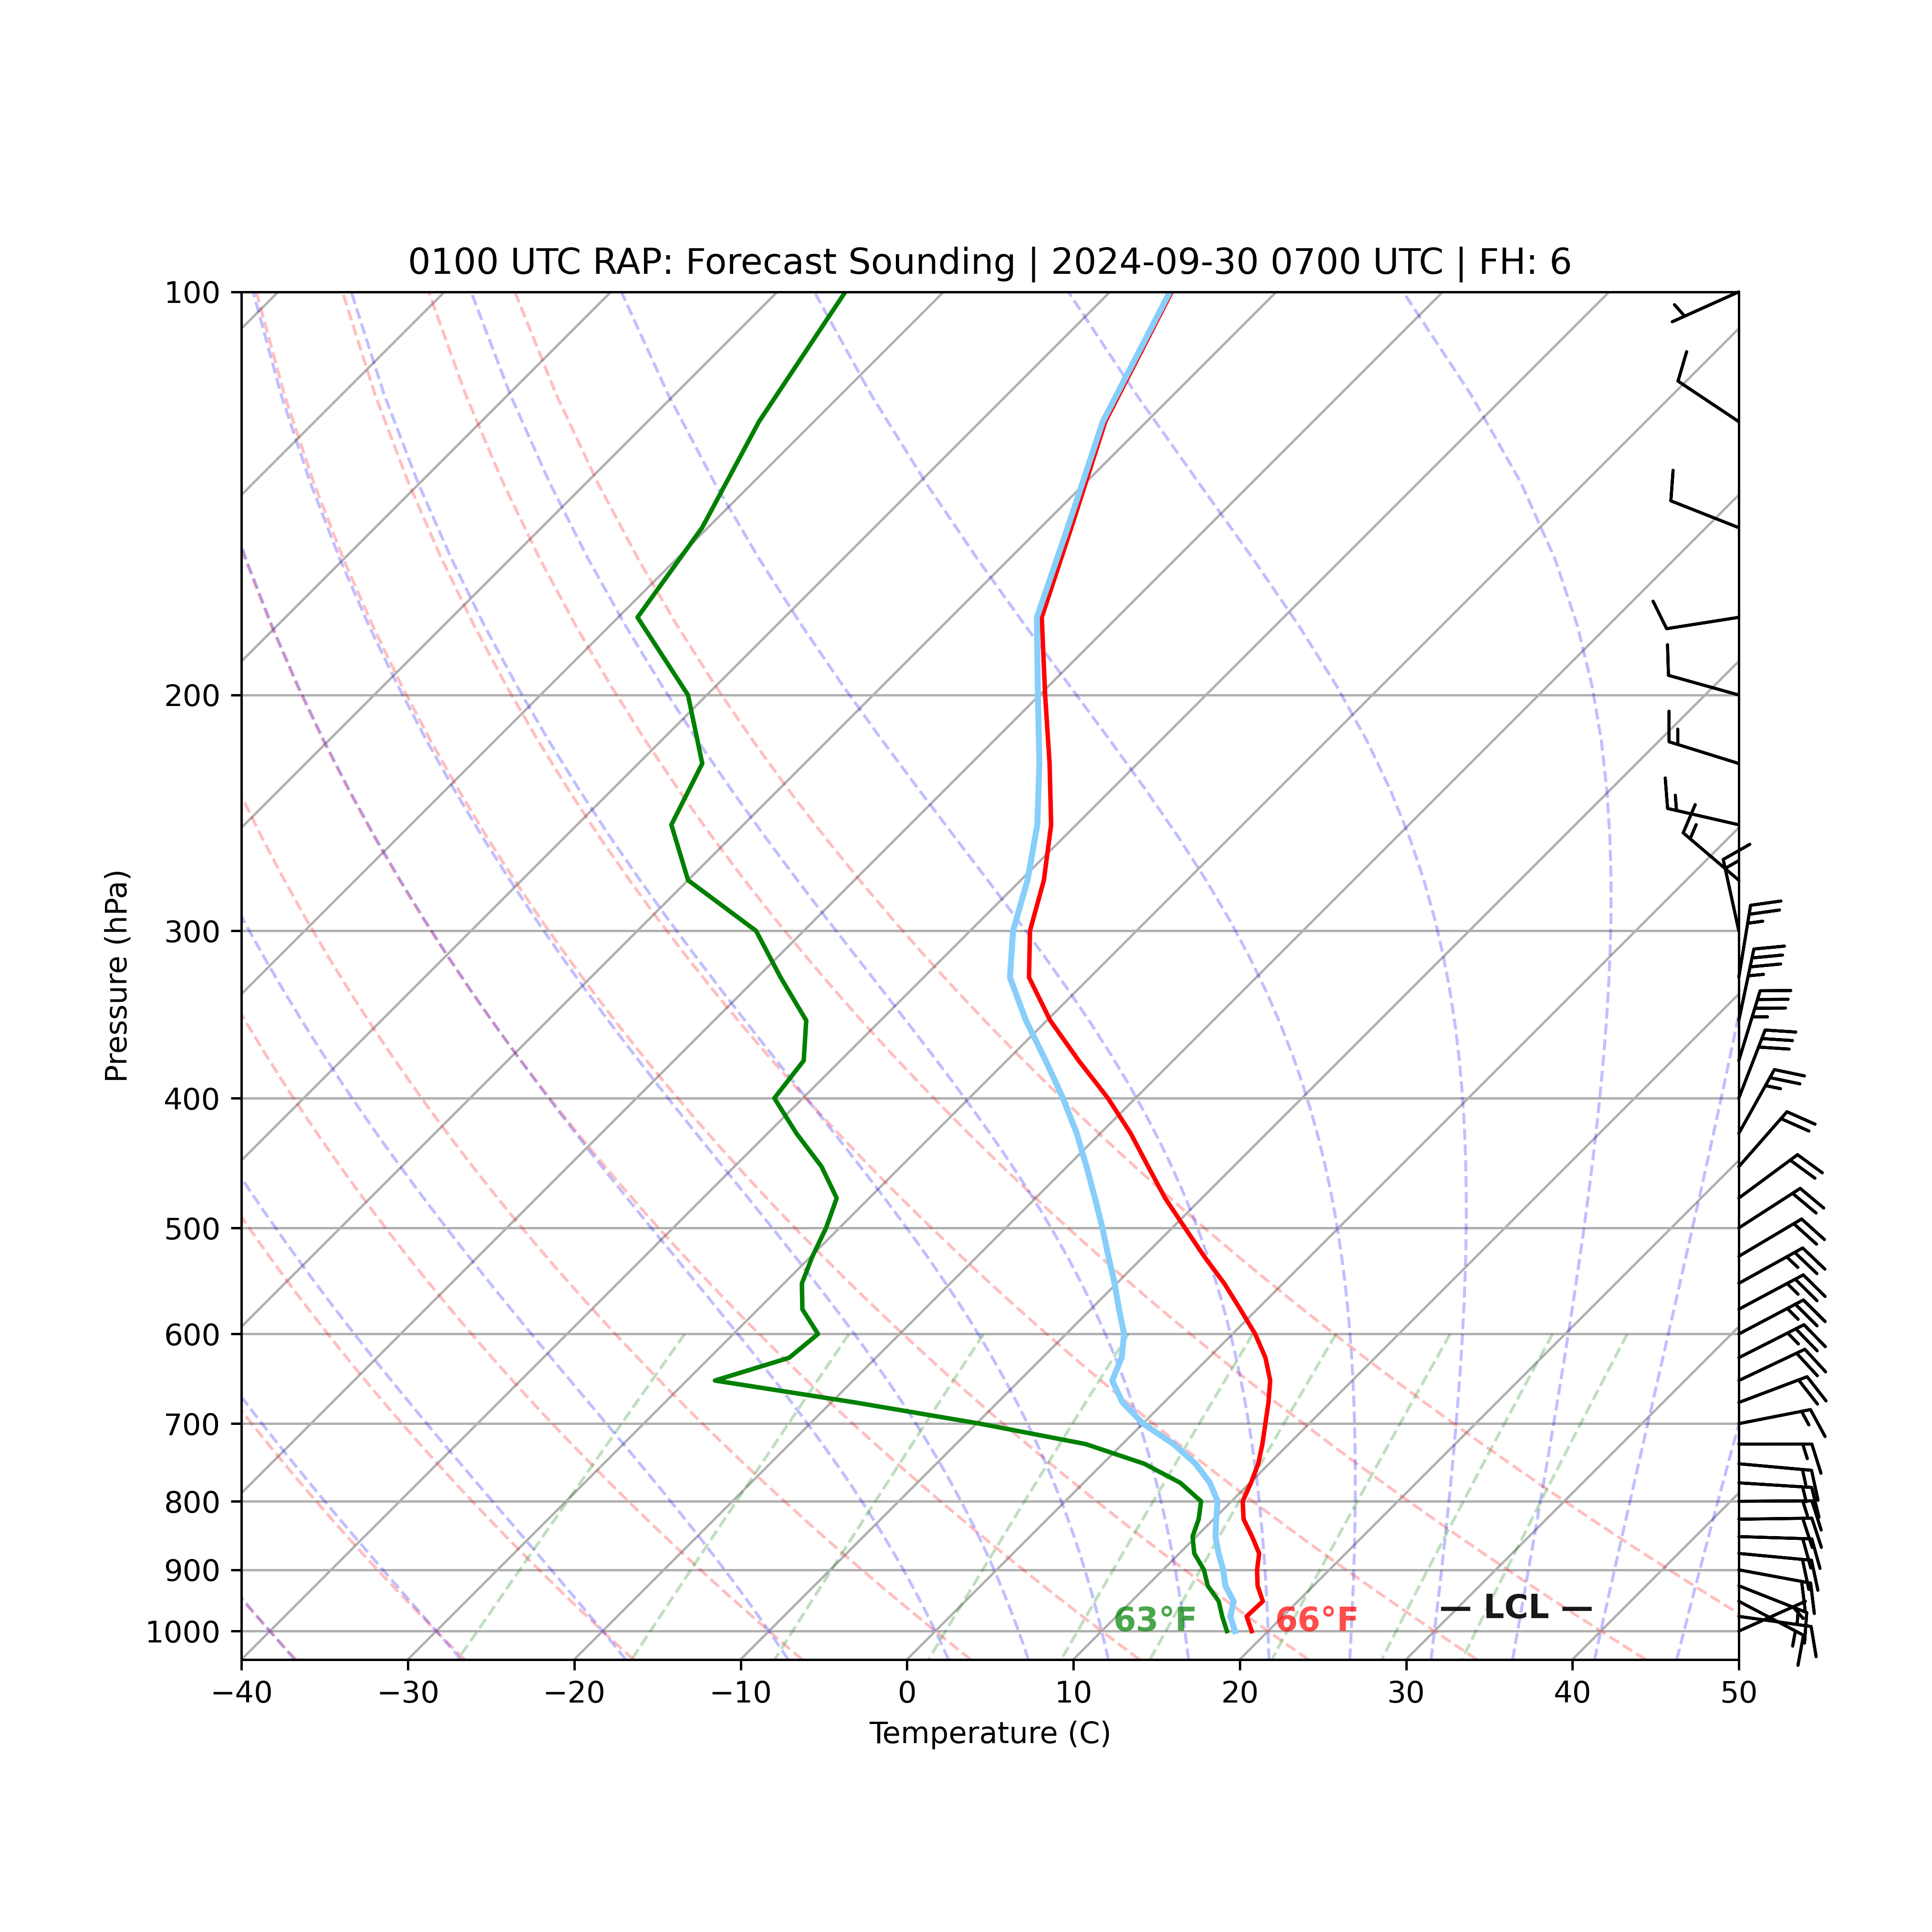 0100 UTC RAP: Forecast Sounding | 2024-09-30 0700 UTC | FH: 6
100
200
300
400
500
600
700
800
900
1000
Pressure (hPa)
63°F
66°F
— LCL —
−40 −30 −20 −10 0 10 20 30 40 50
Temperature (C)